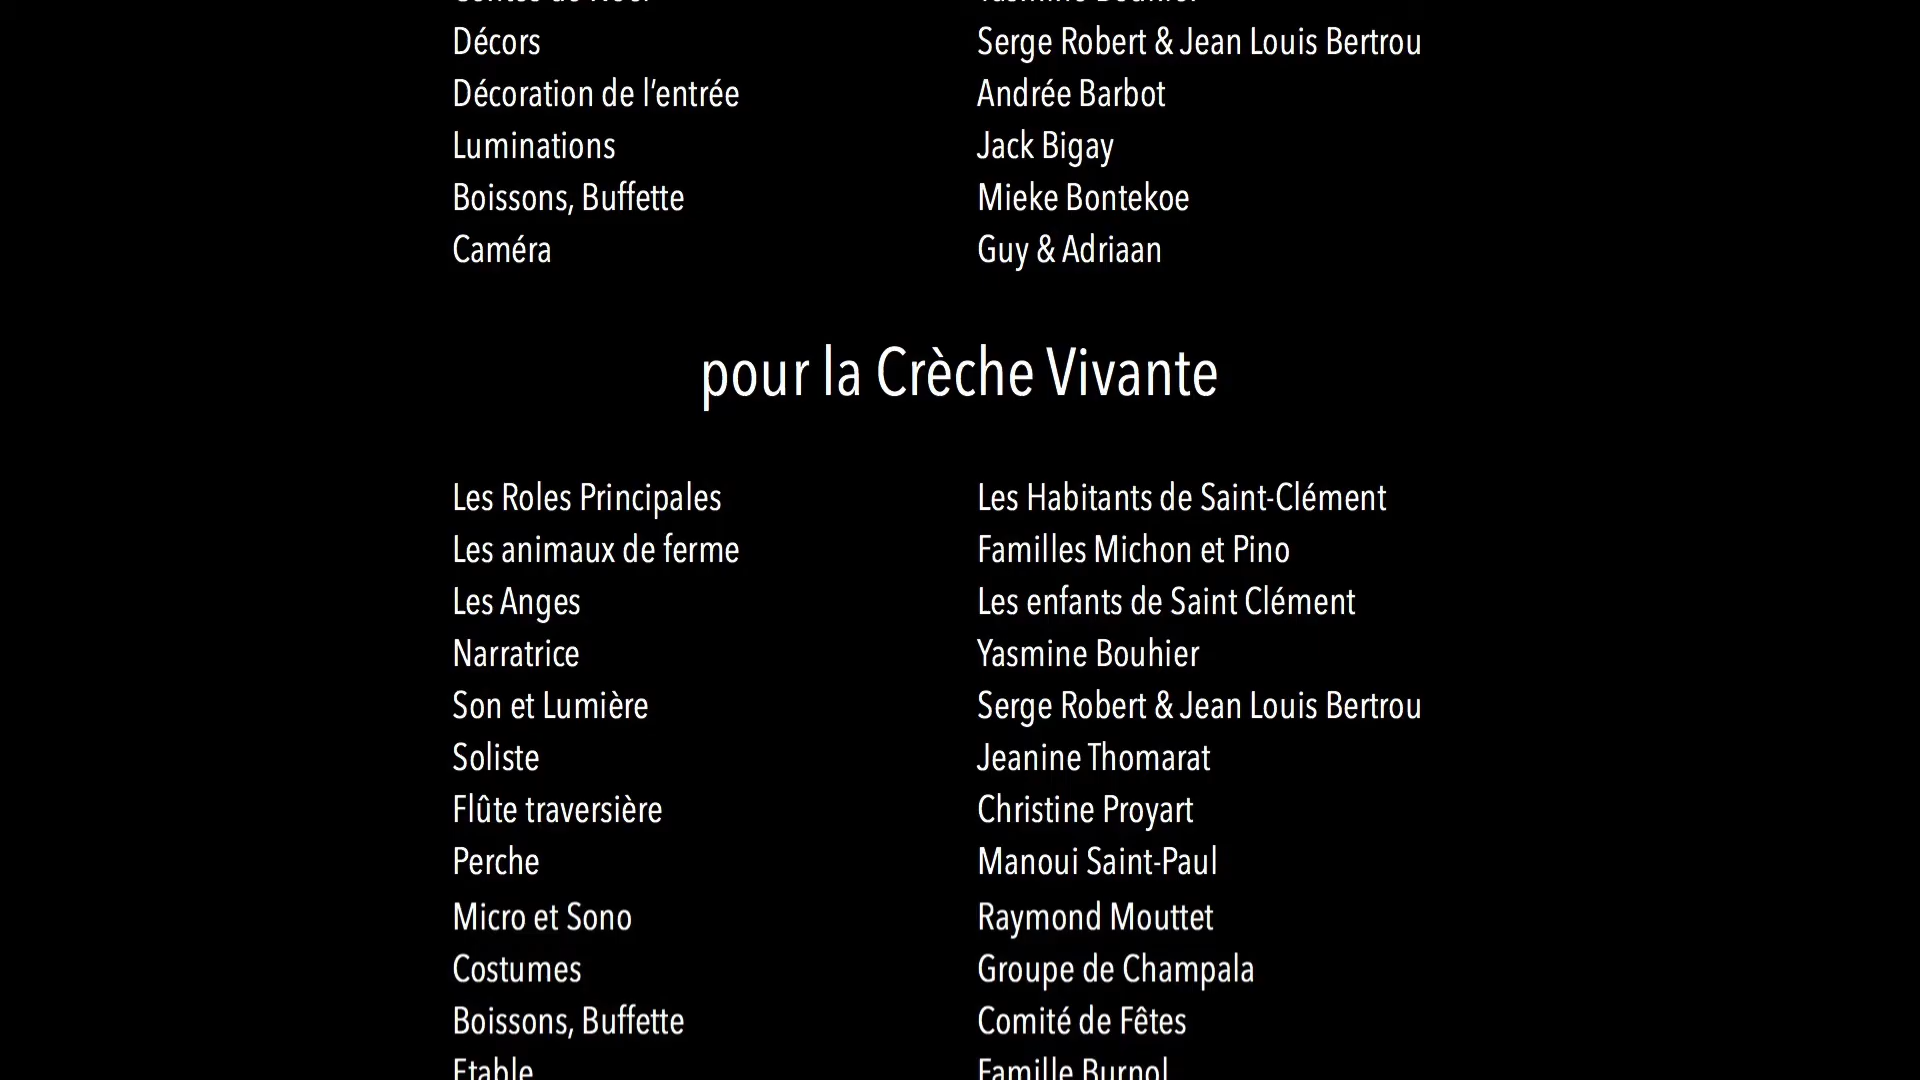 Décors Serge Robert & Jean Louis Bertrou
Décoration de l’entrée Andrée Barbot
Luminations Jack Bigay
Boissons, Buffette Mieke Bontekoe
Caméra Guy & Adriaan
pour la Crèche Vivante
Les Roles Principales Les Habitants de Saint-Clément
Les animaux de ferme Familles Michon et Pino
Les Anges Les enfants de Saint Clément
Narratrice Yasmine Bouhier
Son et Lumière Serge Robert & Jean Louis Bertrou
Soliste Jeanine Thomarat
Flûte traversière Christine Proyart
Perche Manoui Saint-Paul
Micro et Sono Raymond Mouttet
Costumes Groupe de Champala
Boissons, Buffette Comité de Fêtes
Etable Famille Burnol